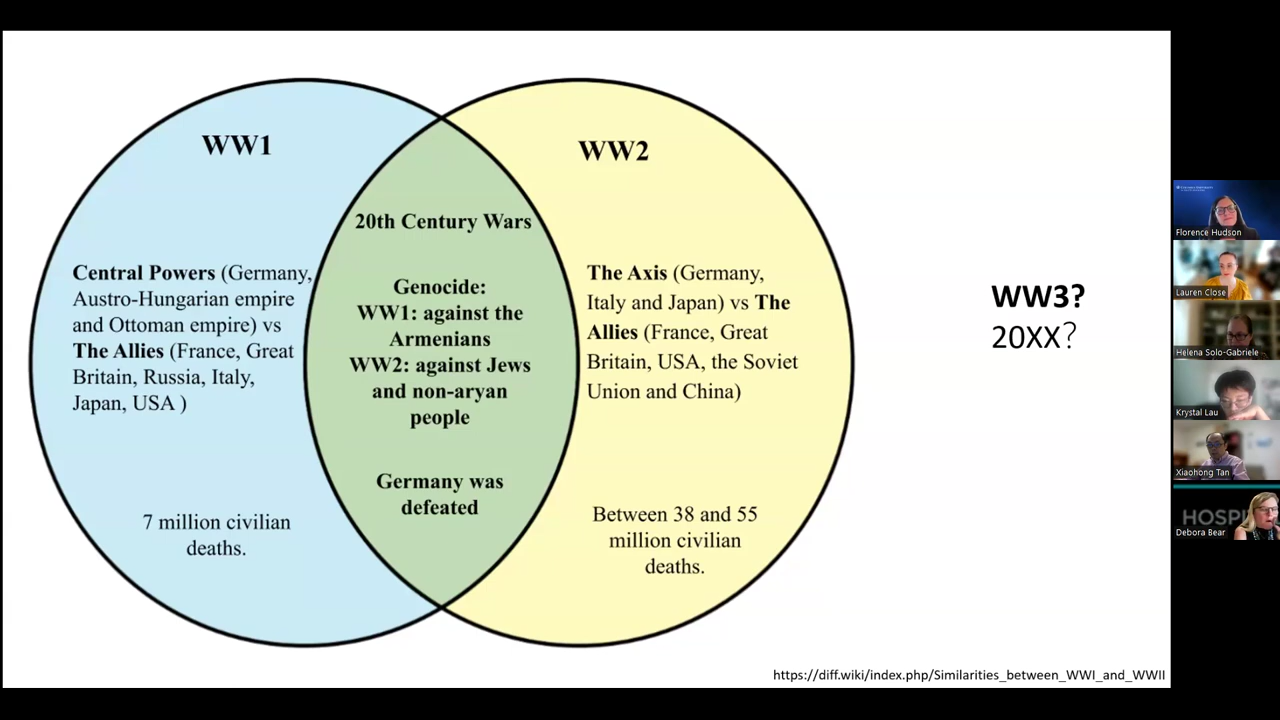 WW1
Central Powers (Germany,
Austro-Hungarian empire
and Ottoman empire) vs
The Allies (France, Great
Britain, Russia, Italy,
Japan, USA )
7 million civilian
deaths.
20th Century Wars
Genocide:
WW1: against the
Armenians
WW2: against Jews
and non-aryan
people
Germany was
defeated
WW2
The Axis (Germany,
Italy and Japan) vs The
Allies (France, Great
Britain, USA, the Soviet
Union and China)
Between 38 and 55
million civilian
deaths.
WW3?
20XX?
https://diff.wiki/index.php/Similarities_between_WWI_and_WWII
Florence Hudson
Lauren Close
Helena Solo-Gabriele
Krystal Lau
Xiaohong Tan
HOSPI
Debora Bear